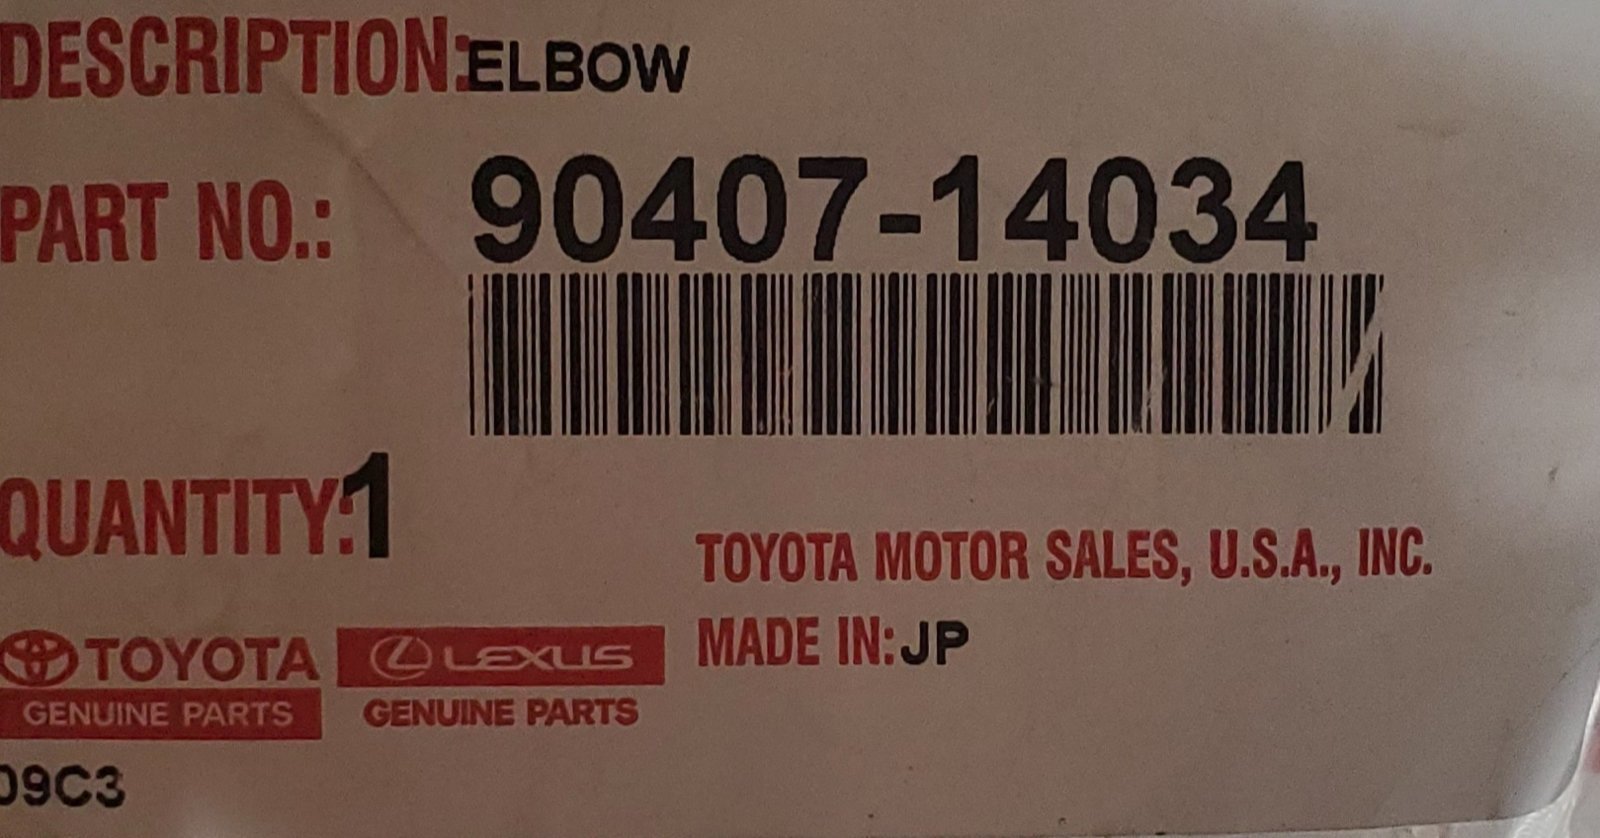 DESCRIPTION:ELBOW
PART NO.: 90407-14034
QUANTITY:1
TOYOTA MOTOR SALES, U.S.A., INC.
MADE IN:JP
TOYOTA
GENUINE PARTS
LEXUS
GENUINE PARTS
09C3